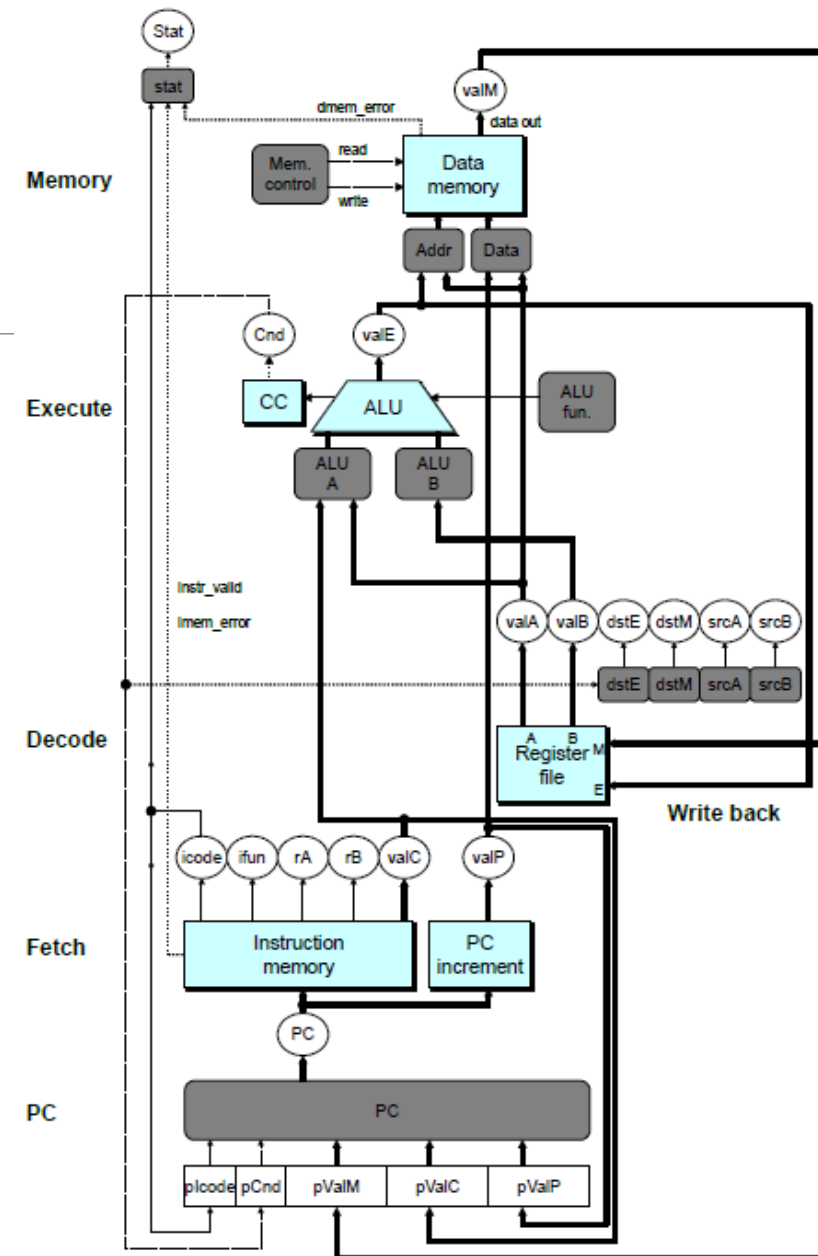 Stat
stat
dmem_error
valM
data out
Memory
Mem.
control
read
write
Data
memory
Addr
Data
Cnd
valE
Execute
CC
ALU
ALU
fun.
ALU
A
ALU
B
Instr_valid
Imem_error
valA
valB
dstE
dstM
srcA
srcB
dstE
dstM
srcA
srcB
Decode
A
B
Register
file
M
E
Write back
icode
ifun
rA
rB
valC
valP
Fetch
Instruction
memory
PC
increment
PC
PC
PC
pIcode
pCnd
pValM
pValC
pValP